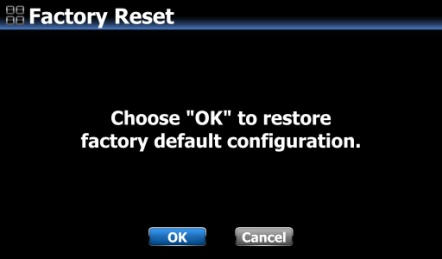 Factory Reset
Choose "OK" to restore
factory default configuration.
OK
Cancel